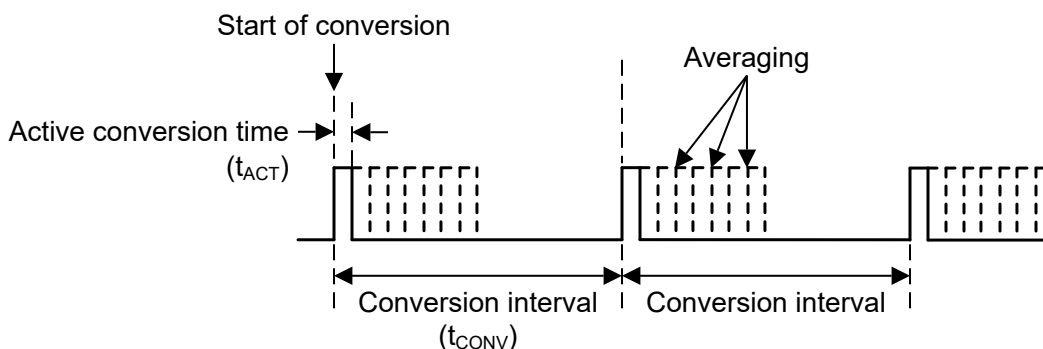 Start of conversion
Averaging
Active conversion time
(tACT)
Conversion interval
(tCONV)
Conversion interval